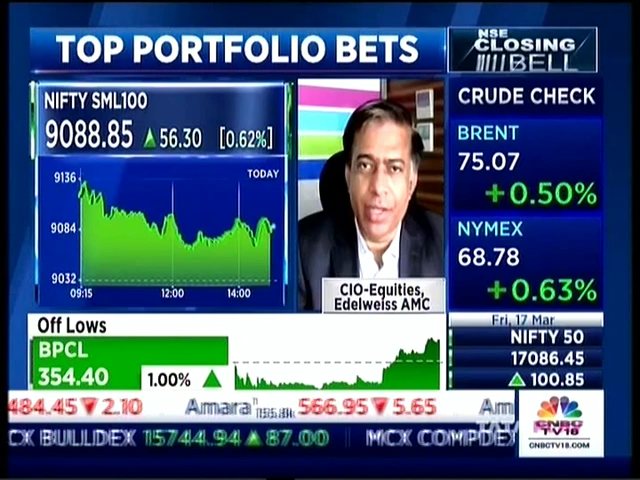 TOP PORTFOLIO BETS
NSE
CLOSING
BELL
NIFTY SML100
9088.85 ▲ 56.30 [0.62%]
TODAY
9136
9084
9032
09:15 12:00 14:00
CIO-Equities,
Edelweiss AMC
CRUDE CHECK
BRENT
75.07
+0.50%
NYMEX
68.78
+0.63%
Fri, 17 Mar
NIFTY 50
17086.45
▲ 100.85
Off Lows
BPCL
354.40
1.00% ▲
484.45 ▼ 2.10 Amara 566.95 ▼ 5.65 Am
CX BULLDEX 15744.94 ▲ 87.00 MCX COMPDEX
CNBC
TV18
CNBCTV18.COM